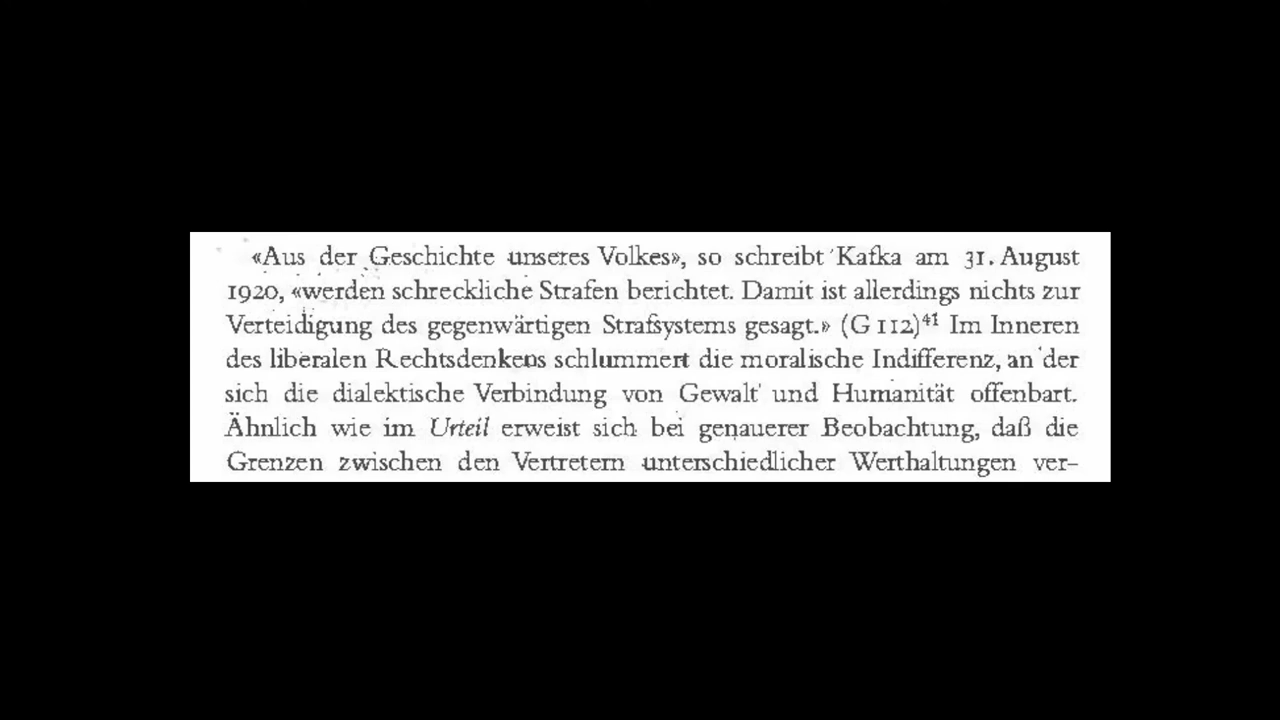 «Aus der Geschichte unseres Volkes», so schreibt Kafka am 31. August
1920, «werden schreckliche Strafen berichtet. Damit ist allerdings nichts zur
Verteidigung des gegenwärtigen Strafsystems gesagt.» (G 112)⁴¹ Im Inneren
des liberalen Rechtsdenkens schlummert die moralische Indifferenz, an der
sich die dialektische Verbindung von Gewalt und Humanität offenbart.
Ähnlich wie im Urteil erweist sich bei genauerer Beobachtung, daß die
Grenzen zwischen den Vertretern unterschiedlicher Werthaltungen ver-